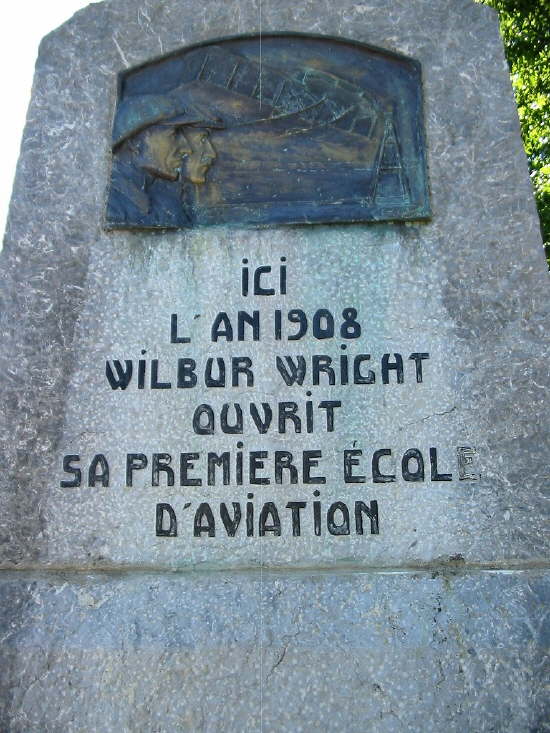 ici
L'AN 1908
WiLBUR WRiGHT
OUVRiT
SA PREMiERE ÉCOLE
D'AViATiON